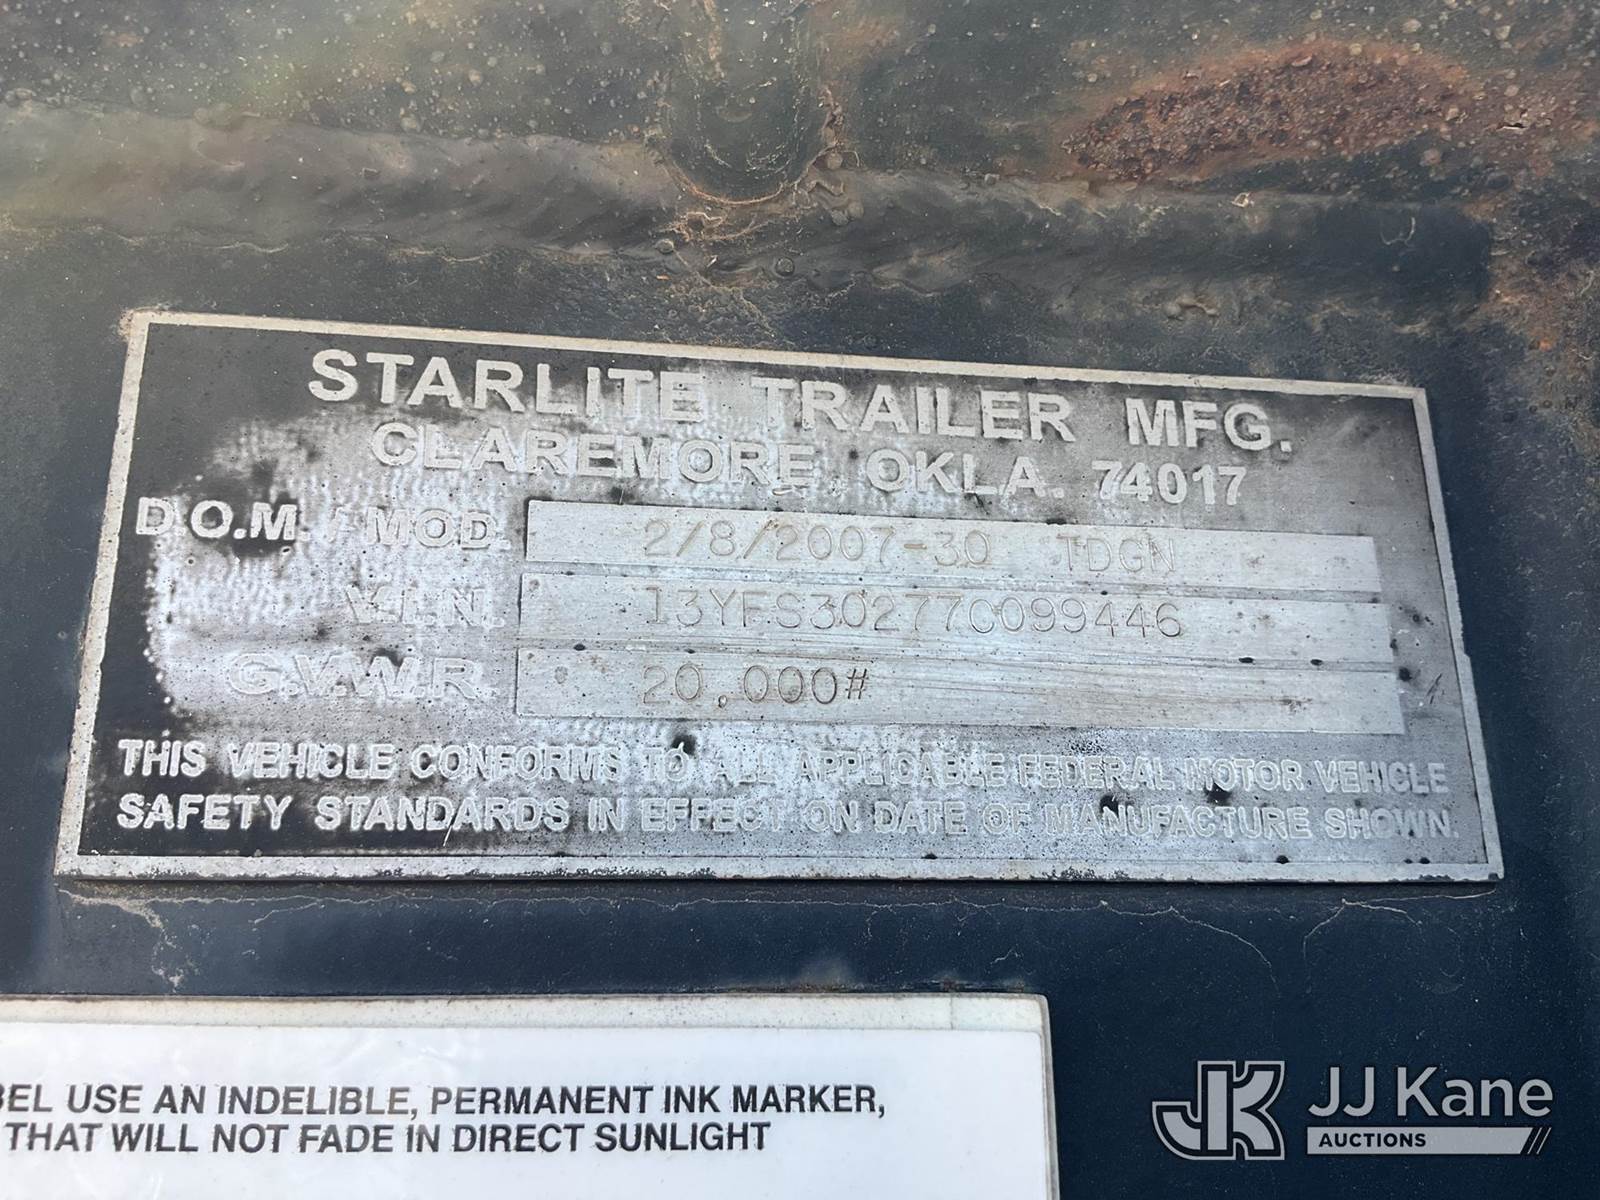 STARLITE TRAILER MFG.
CLAREMORE, OKLA. 74017
D.O.M. / MOD. 2/8/2007-30 TDGN
V.I.N. 13YFS30277C099446
G.V.W.R. 20,000#
THIS VEHICLE CONFORMS TO ALL APPLICABLE FEDERAL MOTOR VEHICLE
SAFETY STANDARDS IN EFFECT ON DATE OF MANUFACTURE SHOWN.
BEL USE AN INDELIBLE, PERMANENT INK MARKER,
THAT WILL NOT FADE IN DIRECT SUNLIGHT
JK JJ Kane
AUCTIONS